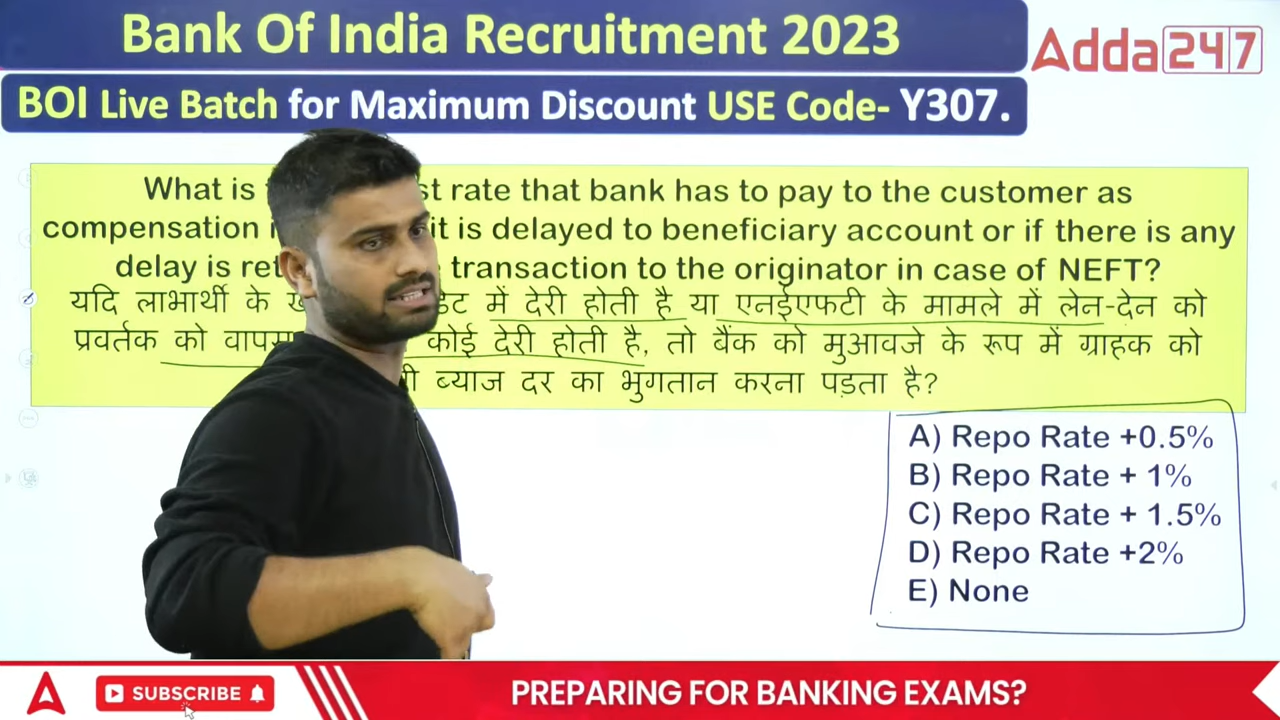 Bank Of India Recruitment 2023
Adda247
BOI Live Batch for Maximum Discount USE Code- Y307.
What is rate that bank has to pay to the customer as
compensation it is delayed to beneficiary account or if there is any
delay is transaction to the originator in case of NEFT?
यदि लाभार्थी के में देरी होती है या एनईएफटी के मामले में लेन-देन को
प्रवर्तक को कोई देरी होती है, तो बैंक को मुआवजे के रूप में ग्राहक को
ब्याज दर का भुगतान करना पड़ता है?
A) Repo Rate +0.5%
B) Repo Rate + 1%
C) Repo Rate + 1.5%
D) Repo Rate +2%
E) None
SUBSCRIBE
PREPARING FOR BANKING EXAMS?